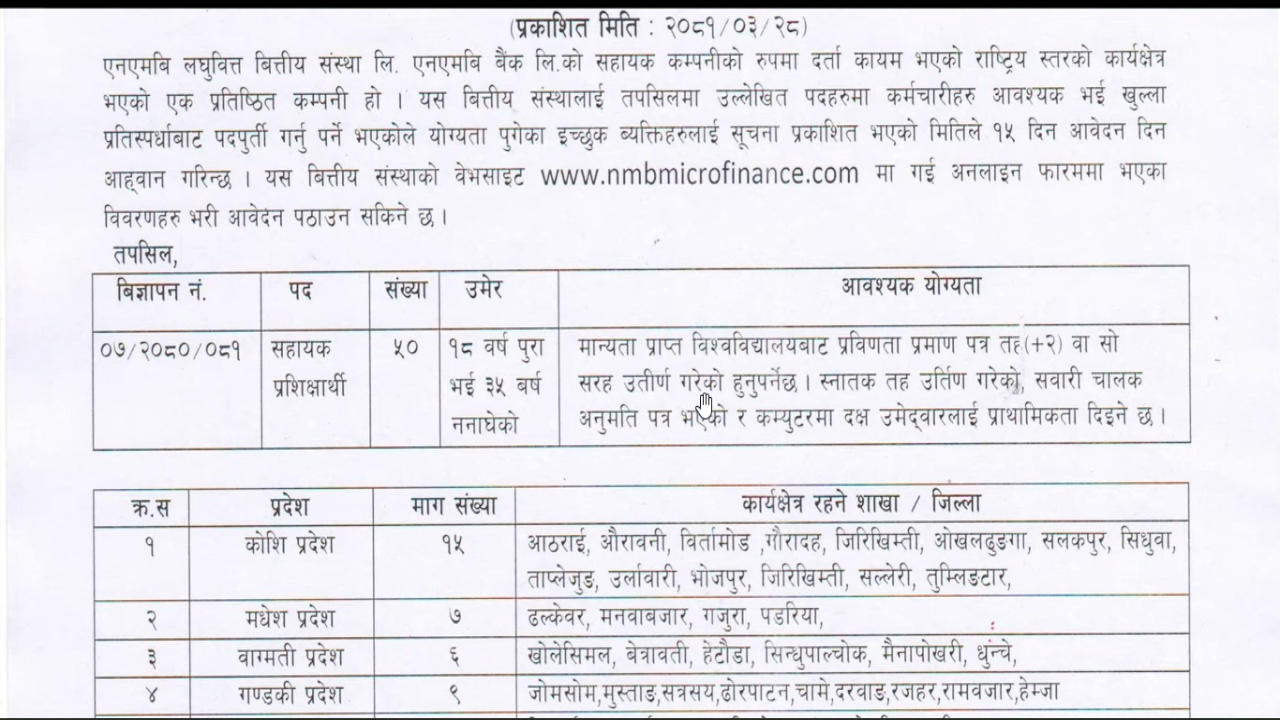 (प्रकाशित मिति : २०८१/०३/२८)
एनएमबि लघुवित्त बित्तीय संस्था लि. एनएमबि बैंक लि.को सहायक कम्पनीको रुपमा दर्ता कायम भएको राष्ट्रिय स्तरको कार्यक्षेत्र
भएको एक प्रतिष्ठित कम्पनी हो । यस बित्तीय संस्थालाई तपसिलमा उल्लेखित पदहरुमा कर्मचारीहरु आवश्यक भई खुल्ला
प्रतिस्पर्धाबाट पदपुर्ती गर्नु पर्ने भएकोले योग्यता पुगेका इच्छुक व्यक्तिहरुलाई सूचना प्रकाशित भएको मितिले १५ दिन आवेदन दिन
आह्वान गरिन्छ । यस बित्तीय संस्थाको वेभसाइट www.nmbmicrofinance.com मा गई अनलाइन फारममा भएका
विवरणहरु भरी आवेदन पठाउन सकिने छ ।
तपसिल,
बिज्ञापन नं. पद संख्या उमेर आवश्यक योग्यता
०७/२०८०/०८१ सहायक ५० १८ वर्ष पुरा मान्यता प्राप्त विश्वविद्यालयबाट प्रविणता प्रमाण पत्र तह(+२) वा सो
प्रशिक्षार्थी भई ३५ बर्ष सरह उतीर्ण गरेको हुनुपर्नेछ । स्नातक तह उर्तिण गरेको, सवारी चालक
ननाघेको अनुमति पत्र भएको र कम्युटरमा दक्ष उमेद्वारलाई प्राथामिकता दिइने छ ।
क्र.स प्रदेश माग संख्या कार्यक्षेत्र रहने शाखा / जिल्ला
१ कोशि प्रदेश १५ आठराई, औरावनी, विर्तामोड ,गौरादह, जिरिखिम्ती, ओखलढुङगा, सलकपुर, सिधुवा,
ताप्लेजुङ, उर्लावारी, भोजपुर, जिरिखिम्ती, सल्लेरी, तुम्लिङटार,
२ मधेश प्रदेश ७ ढल्केवर, मनवाबजार, गजुरा, पडरिया,
३ वाग्मती प्रदेश ६ खोलेसिमल, बेत्रावती, हेटौडा, सिन्धुपाल्चोक, मैनापोखरी, धुन्चे,
४ गण्डकी प्रदेश ९ जोमसोम,मुस्ताङ,सत्रसय,ढोरपाटन,चामे,दरवाङ,रजहर,रामवजार,हेम्जा